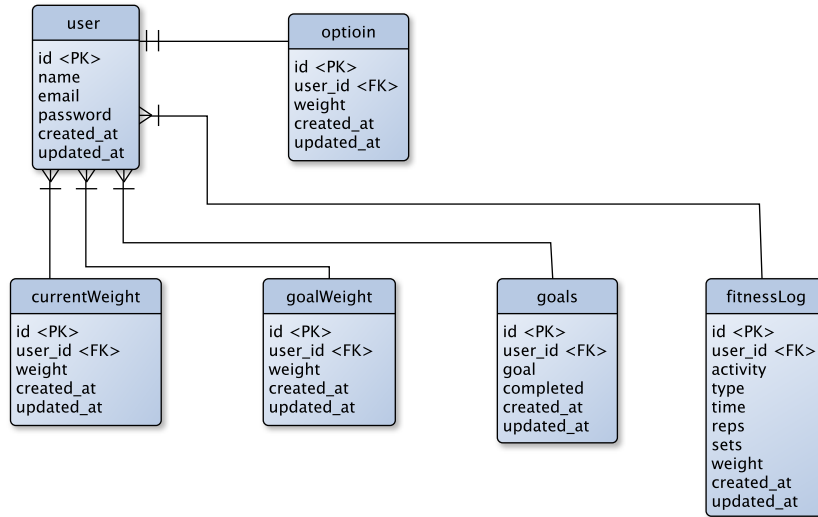 user
id <PK>
name
email
password
created_at
updated_at
optioin
id <PK>
user_id <FK>
weight
created_at
updated_at
currentWeight
id <PK>
user_id <FK>
weight
created_at
updated_at
goalWeight
id <PK>
user_id <FK>
weight
created_at
updated_at
goals
id <PK>
user_id <FK>
goal
completed
created_at
updated_at
fitnessLog
id <PK>
user_id <FK>
activity
type
time
reps
sets
weight
created_at
updated_at